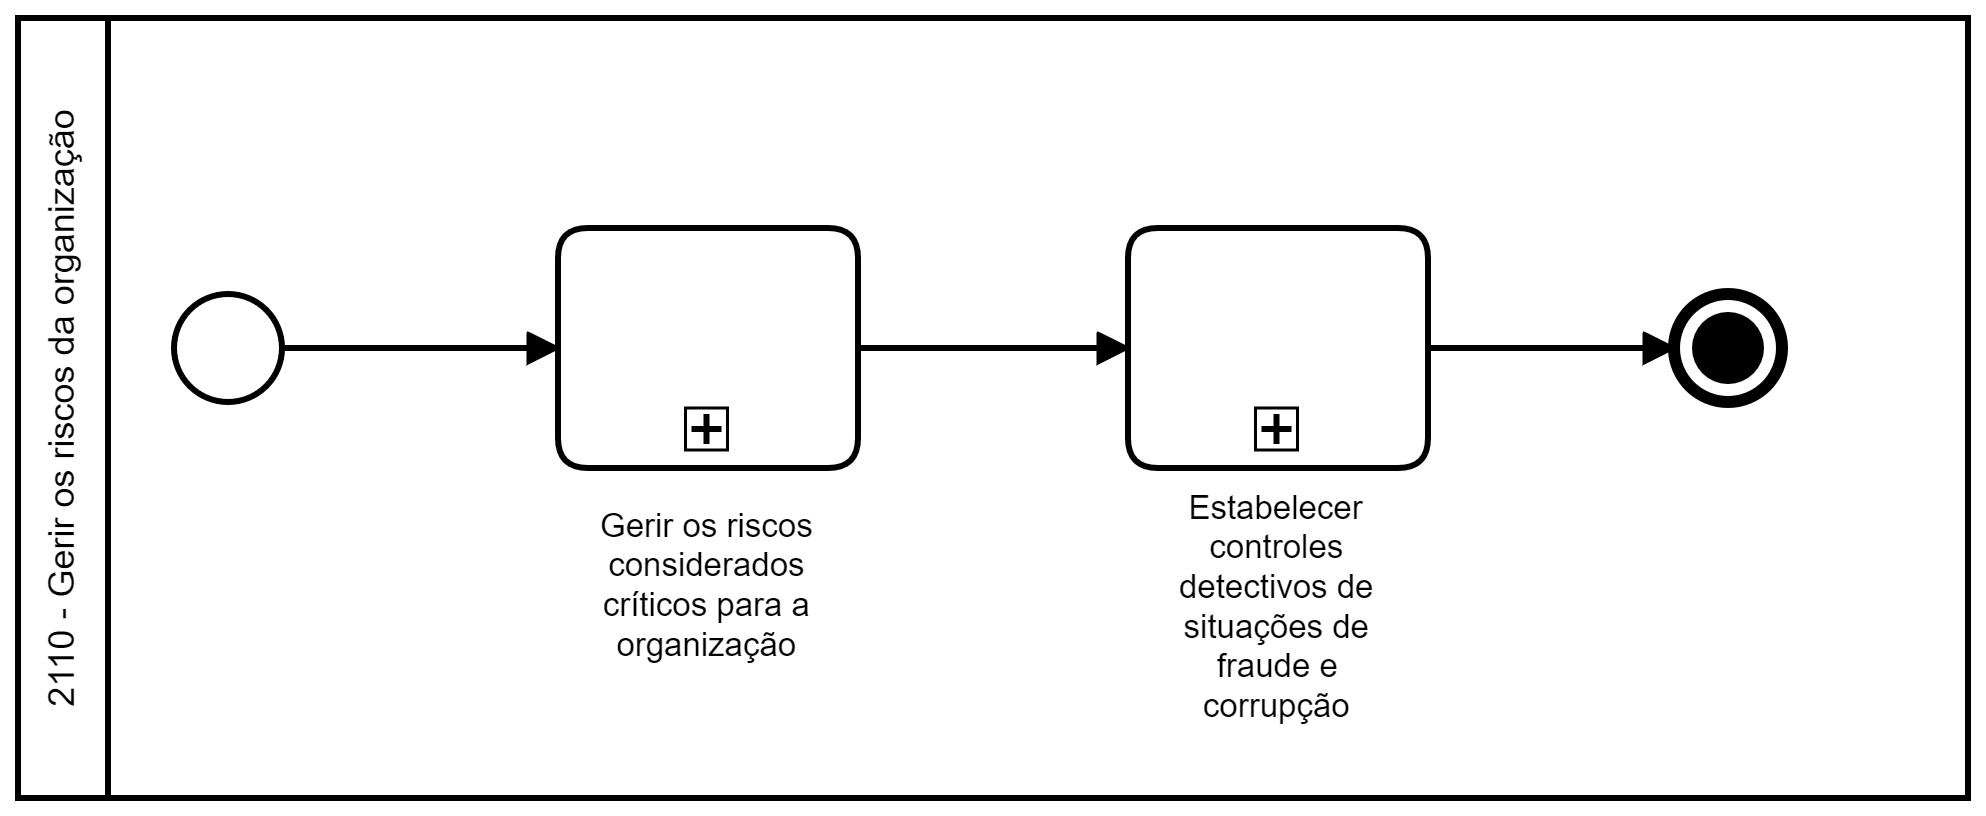 2110 - Gerir os riscos da organização
Gerir os riscos
considerados
críticos para a
organização
Estabelecer
controles
detectivos de
situações de
fraude e
corrupção